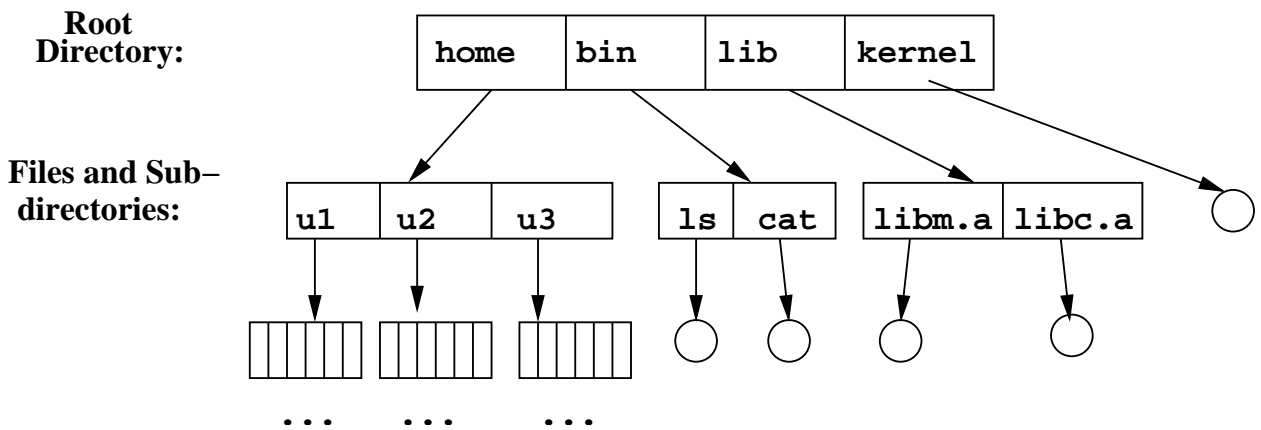 Root
Directory:
home bin lib kernel
Files and Sub–
directories:
u1 u2 u3 ls cat libm.a libc.a
... ... ...